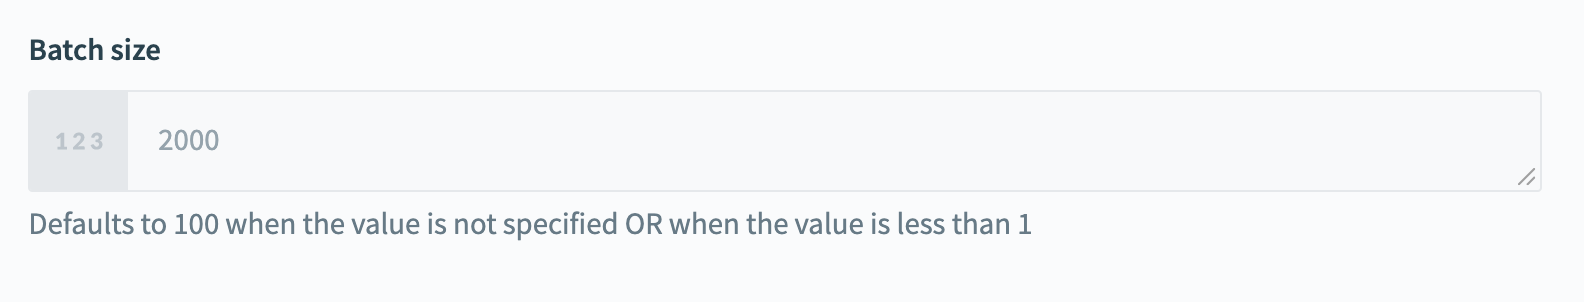 Batch size
123 2000
Defaults to 100 when the value is not specified OR when the value is less than 1